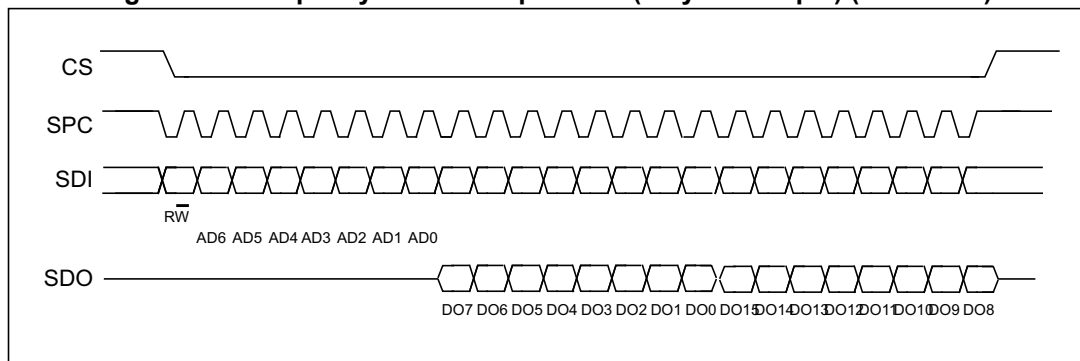 CS
SPC
SDI
RW
AD6 AD5 AD4 AD3 AD2 AD1 AD0
SDO
DO7 DO6 DO5 DO4 DO3 DO2 DO1 DO0 DO15 DO14 DO13 DO12 DO11 DO10 DO9 DO8